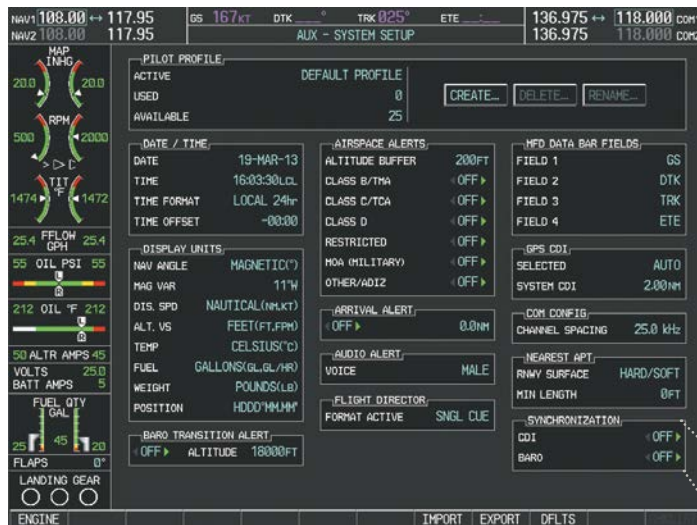 NAV1 108.00 ↔ 117.95
NAV2 108.00 117.95
GS 167KT DTK ___° TRK 025° ETE __:__
AUX - SYSTEM SETUP
136.975 ↔ 118.000 COM1
136.975 118.000 COM2
MAP
INHG
20.0 20.0
RPM
500 2000
TIT
°F
1474 1472
25.4 FFLOW GPH 25.4
55 OIL PSI 55
L
R
212 OIL °F 212
L
R
50 ALTR AMPS 45
VOLTS 25.0
BATT AMPS 5
FUEL QTY
GAL
45
25 20
FLAPS 0°
LANDING GEAR
PILOT PROFILE
ACTIVE DEFAULT PROFILE
USED 0
AVAILABLE 25
CREATE… DELETE… RENAME…
DATE / TIME
DATE 19-MAR-13
TIME 16:03:30LCL
TIME FORMAT LOCAL 24hr
TIME OFFSET -00:00
DISPLAY UNITS
NAV ANGLE MAGNETIC(°)
MAG VAR 11°W
DIS, SPD NAUTICAL(NM,KT)
ALT, VS FEET(FT,FPM)
TEMP CELSIUS(°C)
FUEL GALLONS(GL,GL/HR)
WEIGHT POUNDS(LB)
POSITION HDDD°MM.MM'
BARO TRANSITION ALERT
OFF ALTITUDE 18000FT
AIRSPACE ALERTS
ALTITUDE BUFFER 200FT
CLASS B/TMA OFF
CLASS C/TCA OFF
CLASS D OFF
RESTRICTED OFF
MOA (MILITARY) OFF
OTHER/ADIZ OFF
ARRIVAL ALERT
OFF 0.0NM
AUDIO ALERT
VOICE MALE
FLIGHT DIRECTOR
FORMAT ACTIVE SNGL CUE
MFD DATA BAR FIELDS
FIELD 1 GS
FIELD 2 DTK
FIELD 3 TRK
FIELD 4 ETE
GPS CDI
SELECTED AUTO
SYSTEM CDI 2.00NM
COM CONFIG
CHANNEL SPACING 25.0 kHz
NEAREST APT
RNWY SURFACE HARD/SOFT
MIN LENGTH 0FT
SYNCHRONIZATION
CDI OFF
BARO OFF
ENGINE IMPORT EXPORT DFLTS